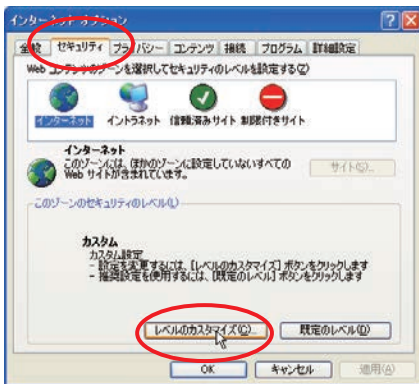 インターネット オプション
全般 セキュリティ プライバシー コンテンツ 接続 プログラム 詳細設定
Web コンテンツのゾーンを選択してセキュリティのレベルを設定する(Z)
インターネット イントラネット 信頼済みサイト 制限付きサイト
インターネット
このゾーンには、ほかのゾーンに設定していないすべての
Web サイトが含まれています。
サイト(S)...
このゾーンのセキュリティのレベル(L)
カスタム
カスタム設定
- 設定を変更するには、[レベルのカスタマイズ] ボタンをクリックします
- 推奨設定を使用するには、[既定のレベル] ボタンをクリックします
レベルのカスタマイズ(C)... 既定のレベル(D)
OK キャンセル 適用(A)